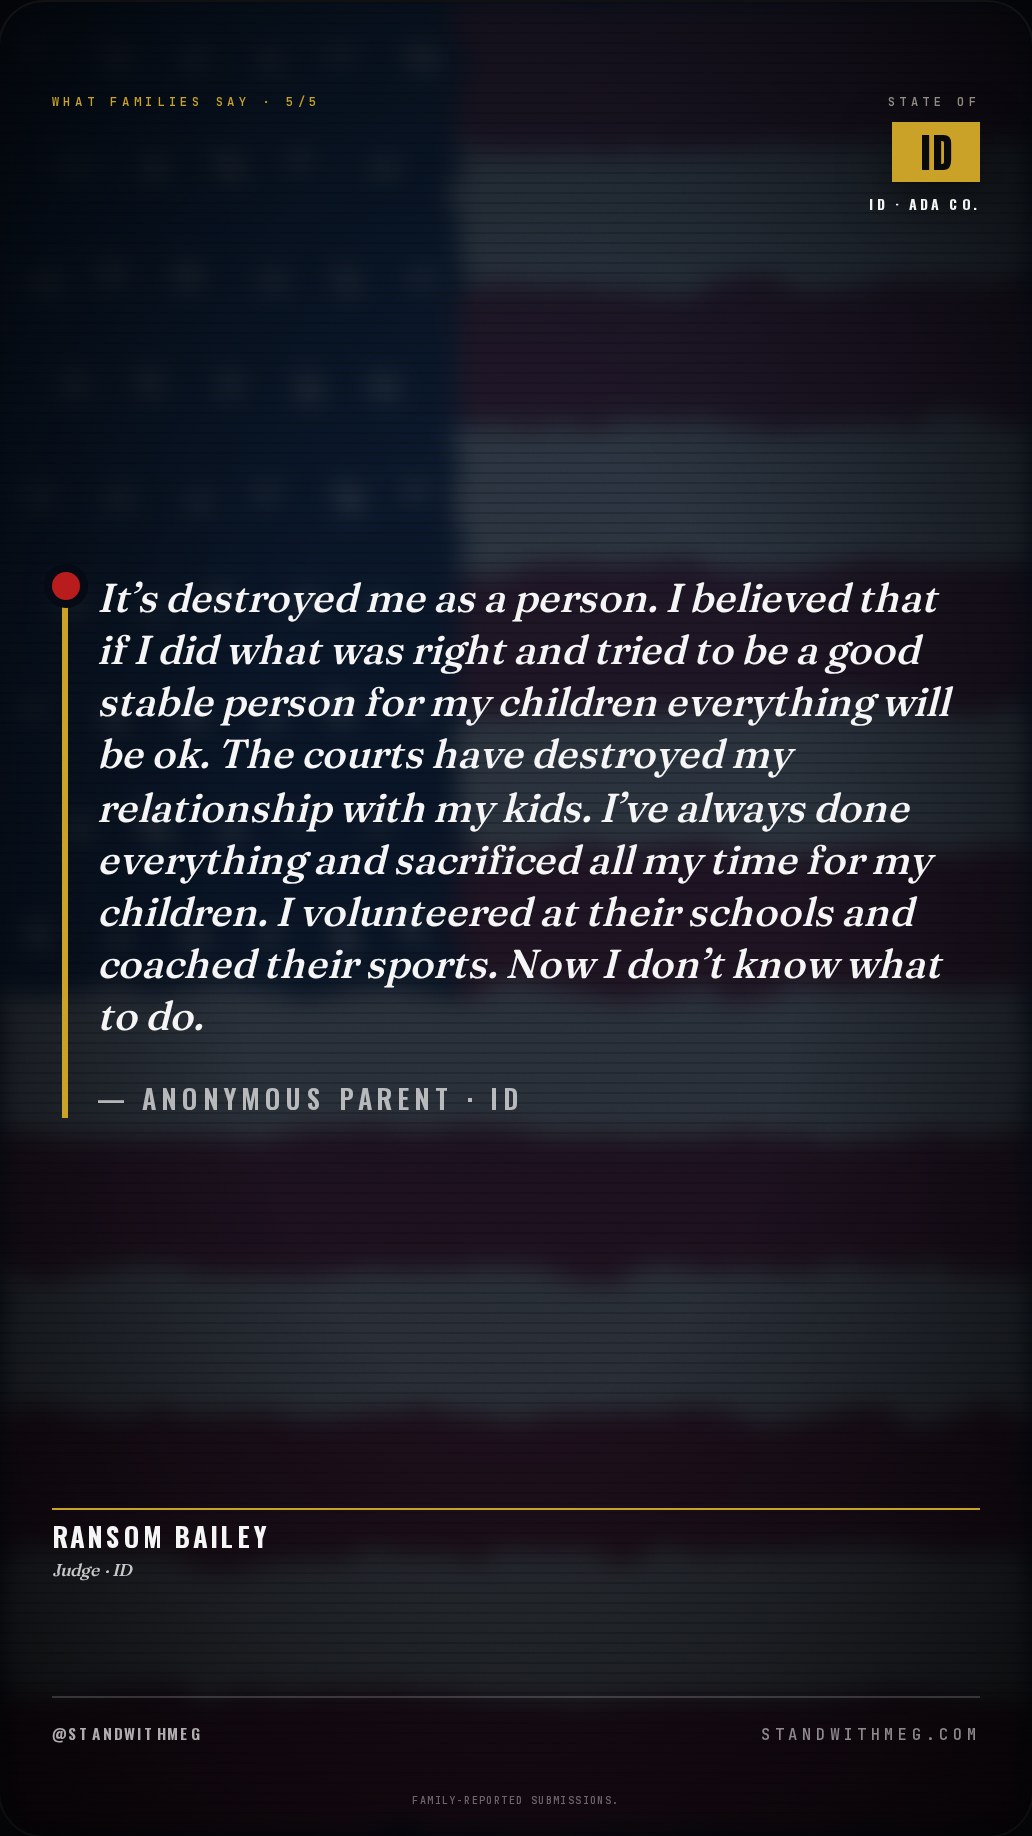 WHAT FAMILIES SAY · 5/5
STATE OF
ID
ID · ADA CO.
It’s destroyed me as a person. I believed that
if I did what was right and tried to be a good
stable person for my children everything will
be ok. The courts have destroyed my
relationship with my kids. I’ve always done
everything and sacrificed all my time for my
children. I volunteered at their schools and
coached their sports. Now I don’t know what
to do.
— ANONYMOUS PARENT · ID
RANSOM BAILEY
Judge · ID
@STANDWITHMEG
STANDWITHMEG.COM
FAMILY-REPORTED SUBMISSIONS.